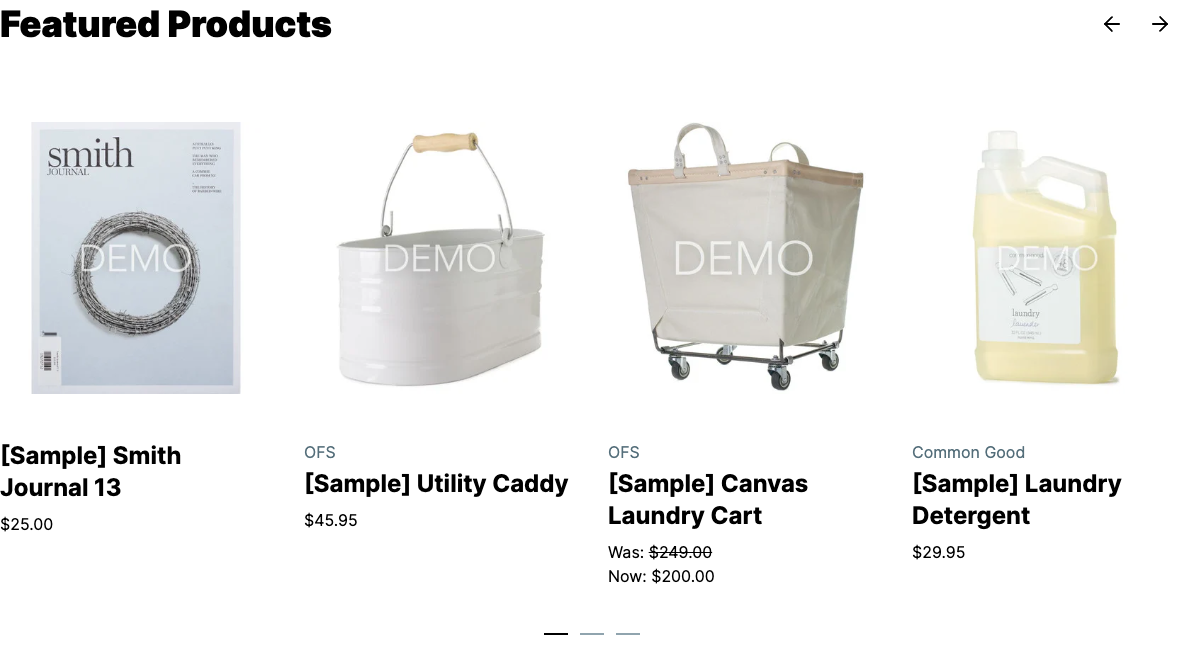 Featured Products
smith
JOURNAL
DEMO
DEMO
DEMO
DEMO
laundry
[Sample] Smith
Journal 13
$25.00
OFS
[Sample] Utility Caddy
$45.95
OFS
[Sample] Canvas
Laundry Cart
Was: $249.00
Now: $200.00
Common Good
[Sample] Laundry
Detergent
$29.95